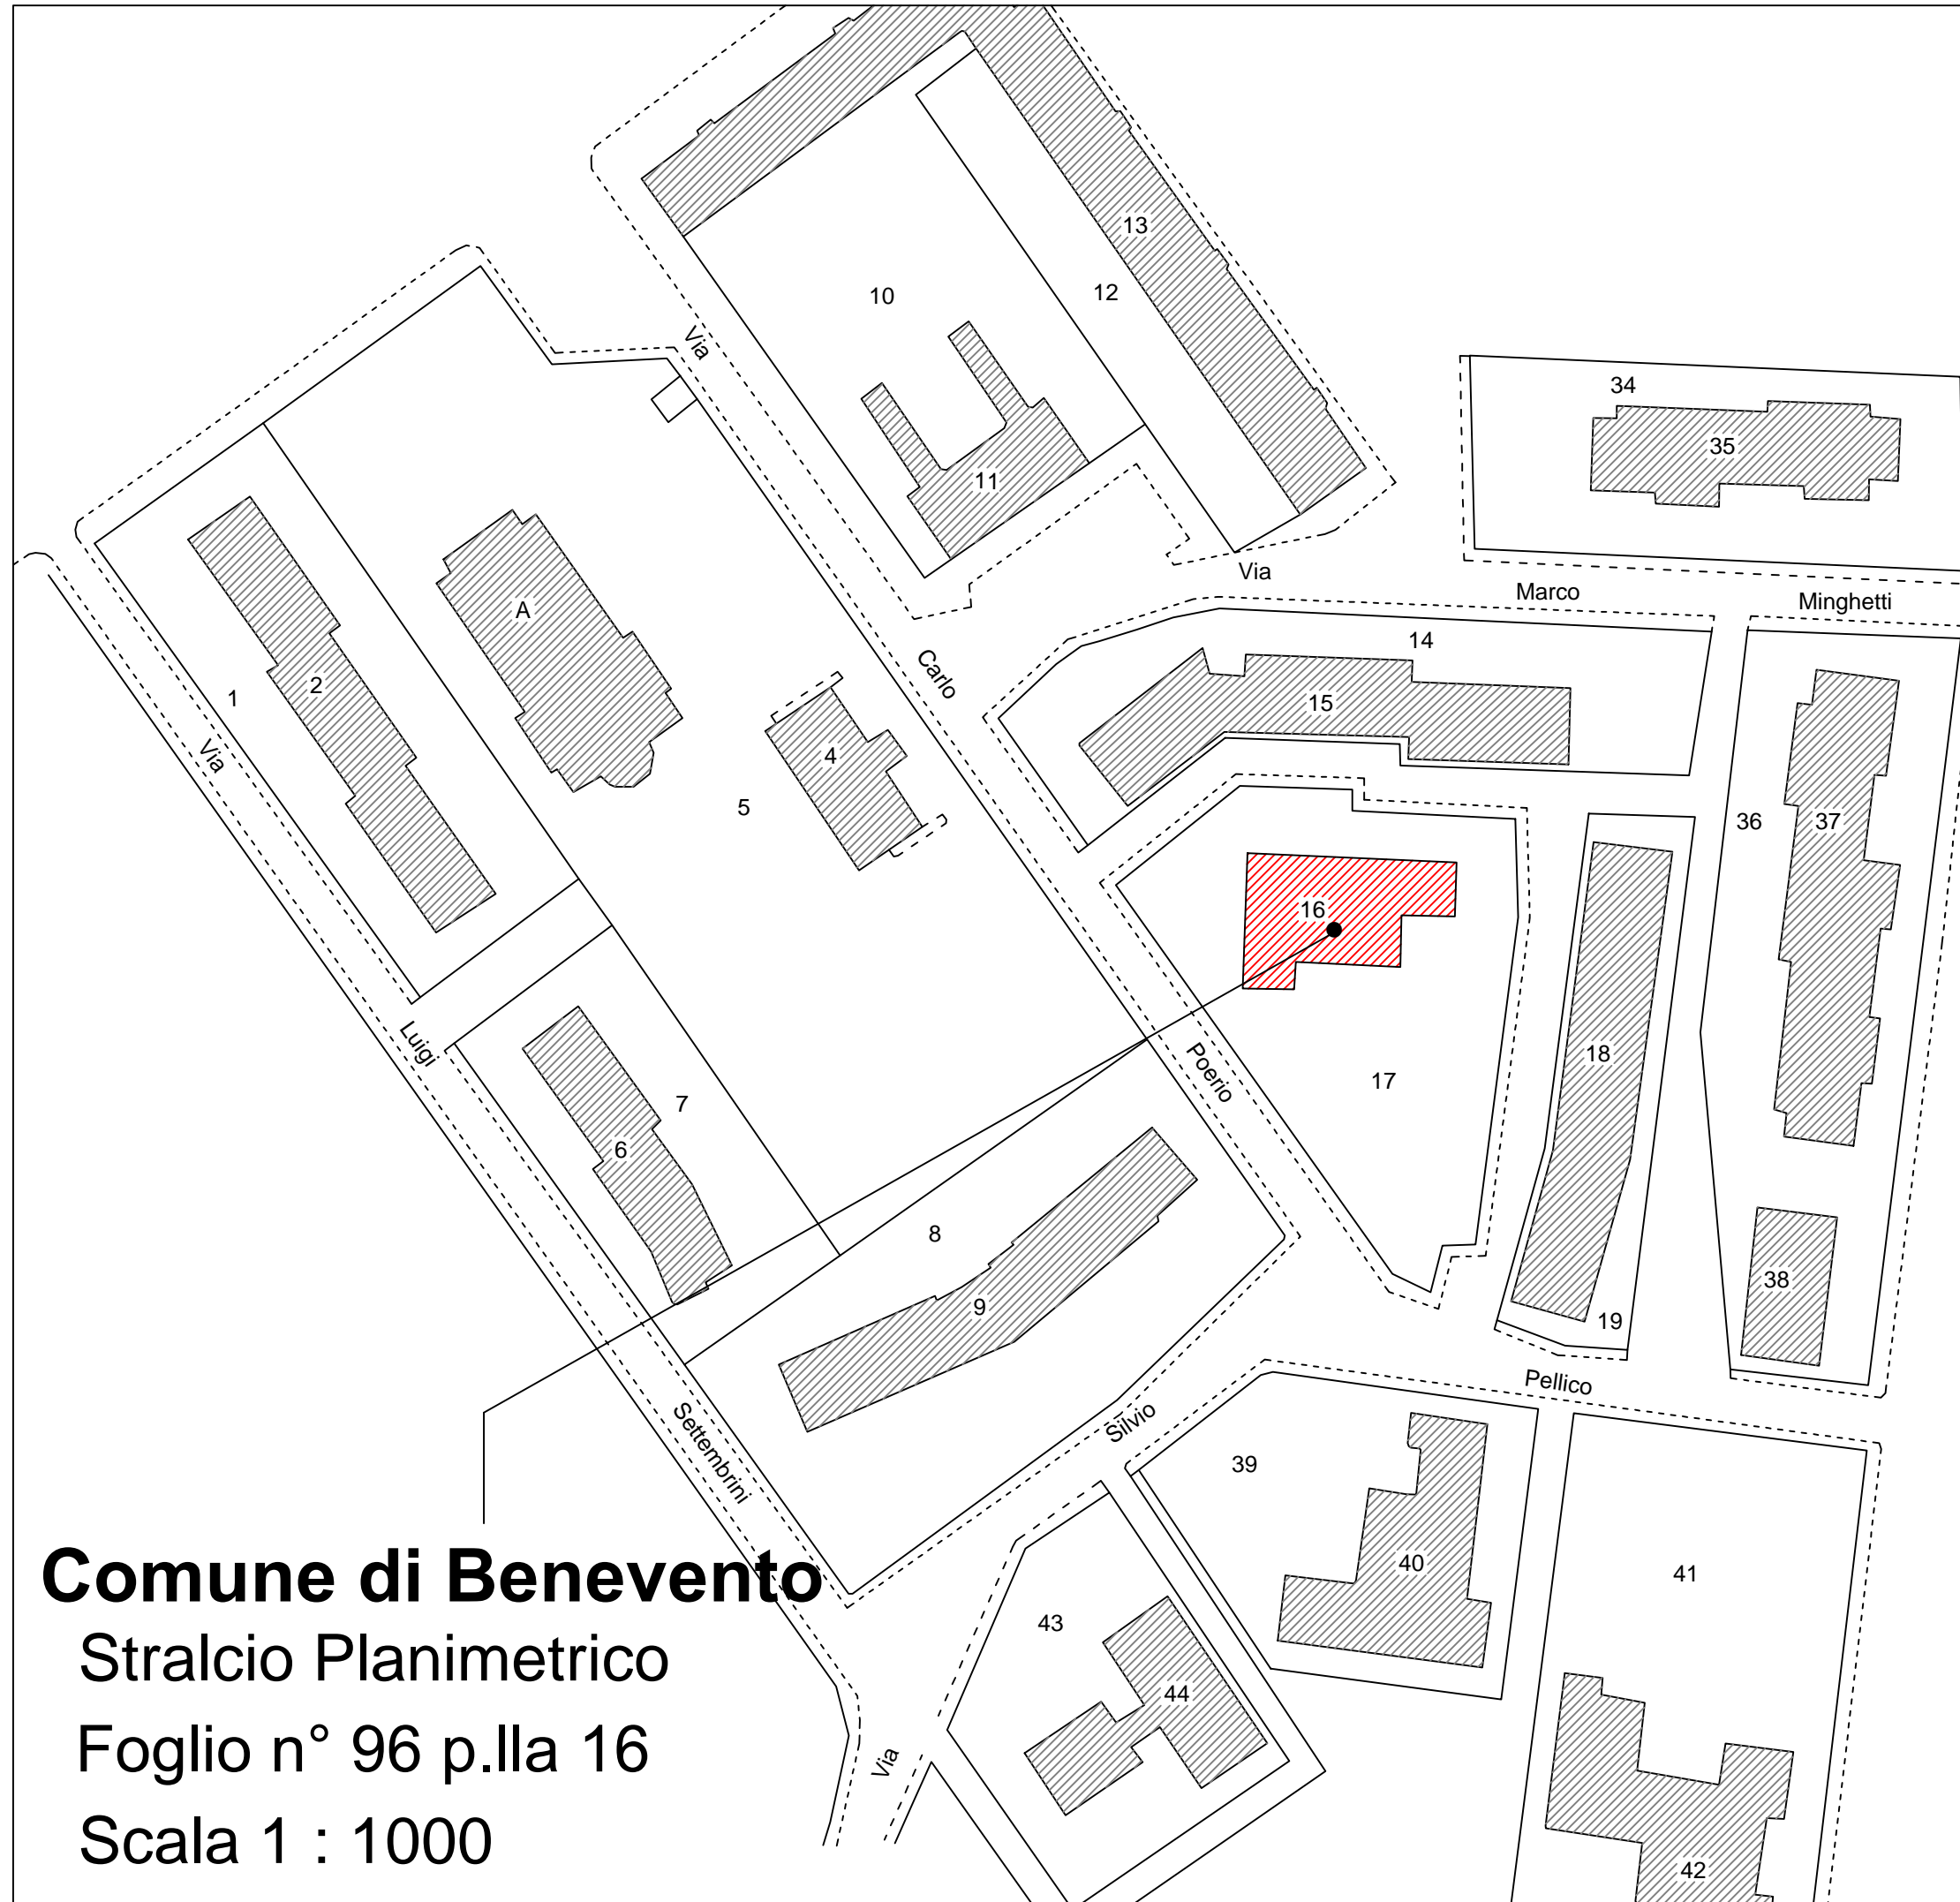 13
Via
10
12
34
35
11
Via
Marco
Minghetti
A
14
Carlo
1
2
15
Via
4
5
36
37
16
Luigi
Poerio
18
17
7
6
8
38
9
19
Pellico
Silvio
Settembrini
39
40
41
43
44
Via
42
Comune di Benevento
Stralcio Planimetrico
Foglio n° 96 p.lla 16
Scala 1 : 1000